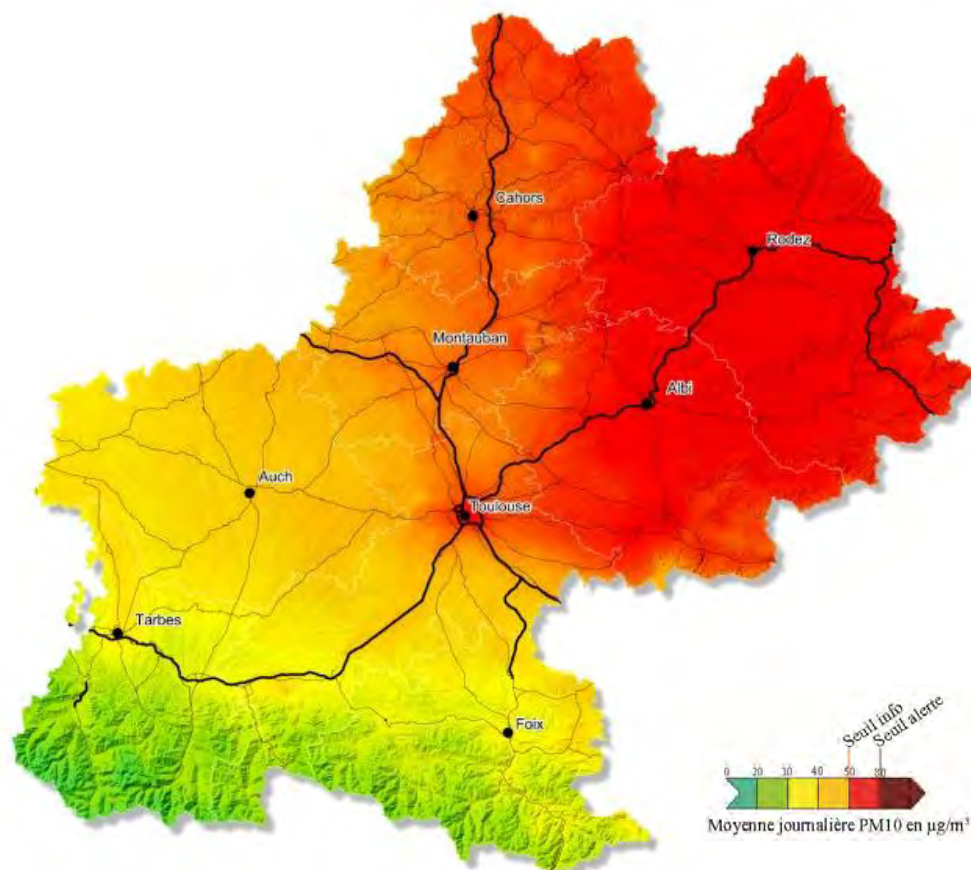 Cahors
Rodez
Montauban
Albi
Auch
Toulouse
Tarbes
Foix
Seuil info
Seuil alerte
0 20 30 40 50 80
Moyenne journalière PM10 en µg/m³